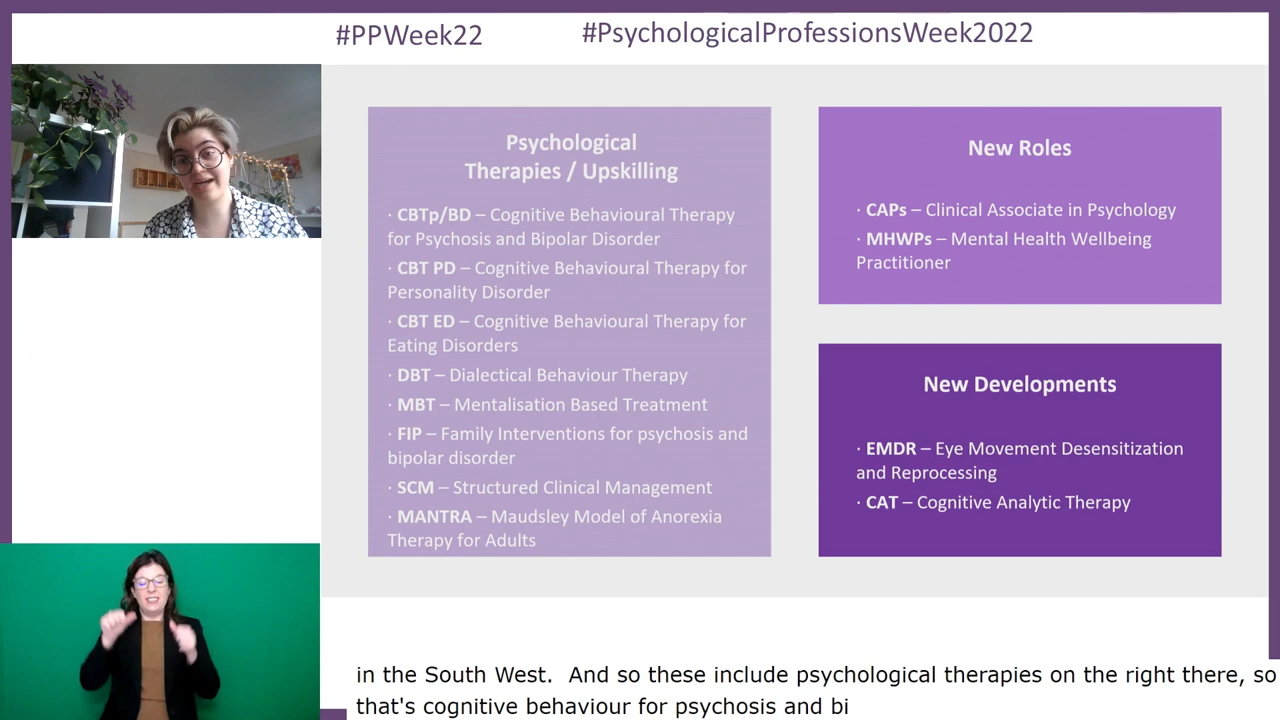 #PPWeek22 #PsychologicalProfessionsWeek2022
Psychological
Therapies / Upskilling
· CBTp/BD – Cognitive Behavioural Therapy
for Psychosis and Bipolar Disorder
· CBT PD – Cognitive Behavioural Therapy for
Personality Disorder
· CBT ED – Cognitive Behavioural Therapy for
Eating Disorders
· DBT – Dialectical Behaviour Therapy
· MBT – Mentalisation Based Treatment
· FIP – Family Interventions for psychosis and
bipolar disorder
· SCM – Structured Clinical Management
· MANTRA – Maudsley Model of Anorexia
Therapy for Adults
New Roles
· CAPs – Clinical Associate in Psychology
· MHWPs – Mental Health Wellbeing
Practitioner
New Developments
· EMDR – Eye Movement Desensitization
and Reprocessing
· CAT – Cognitive Analytic Therapy
in the South West.  And so these include psychological therapies on the right there, so
that's cognitive behaviour for psychosis and bi